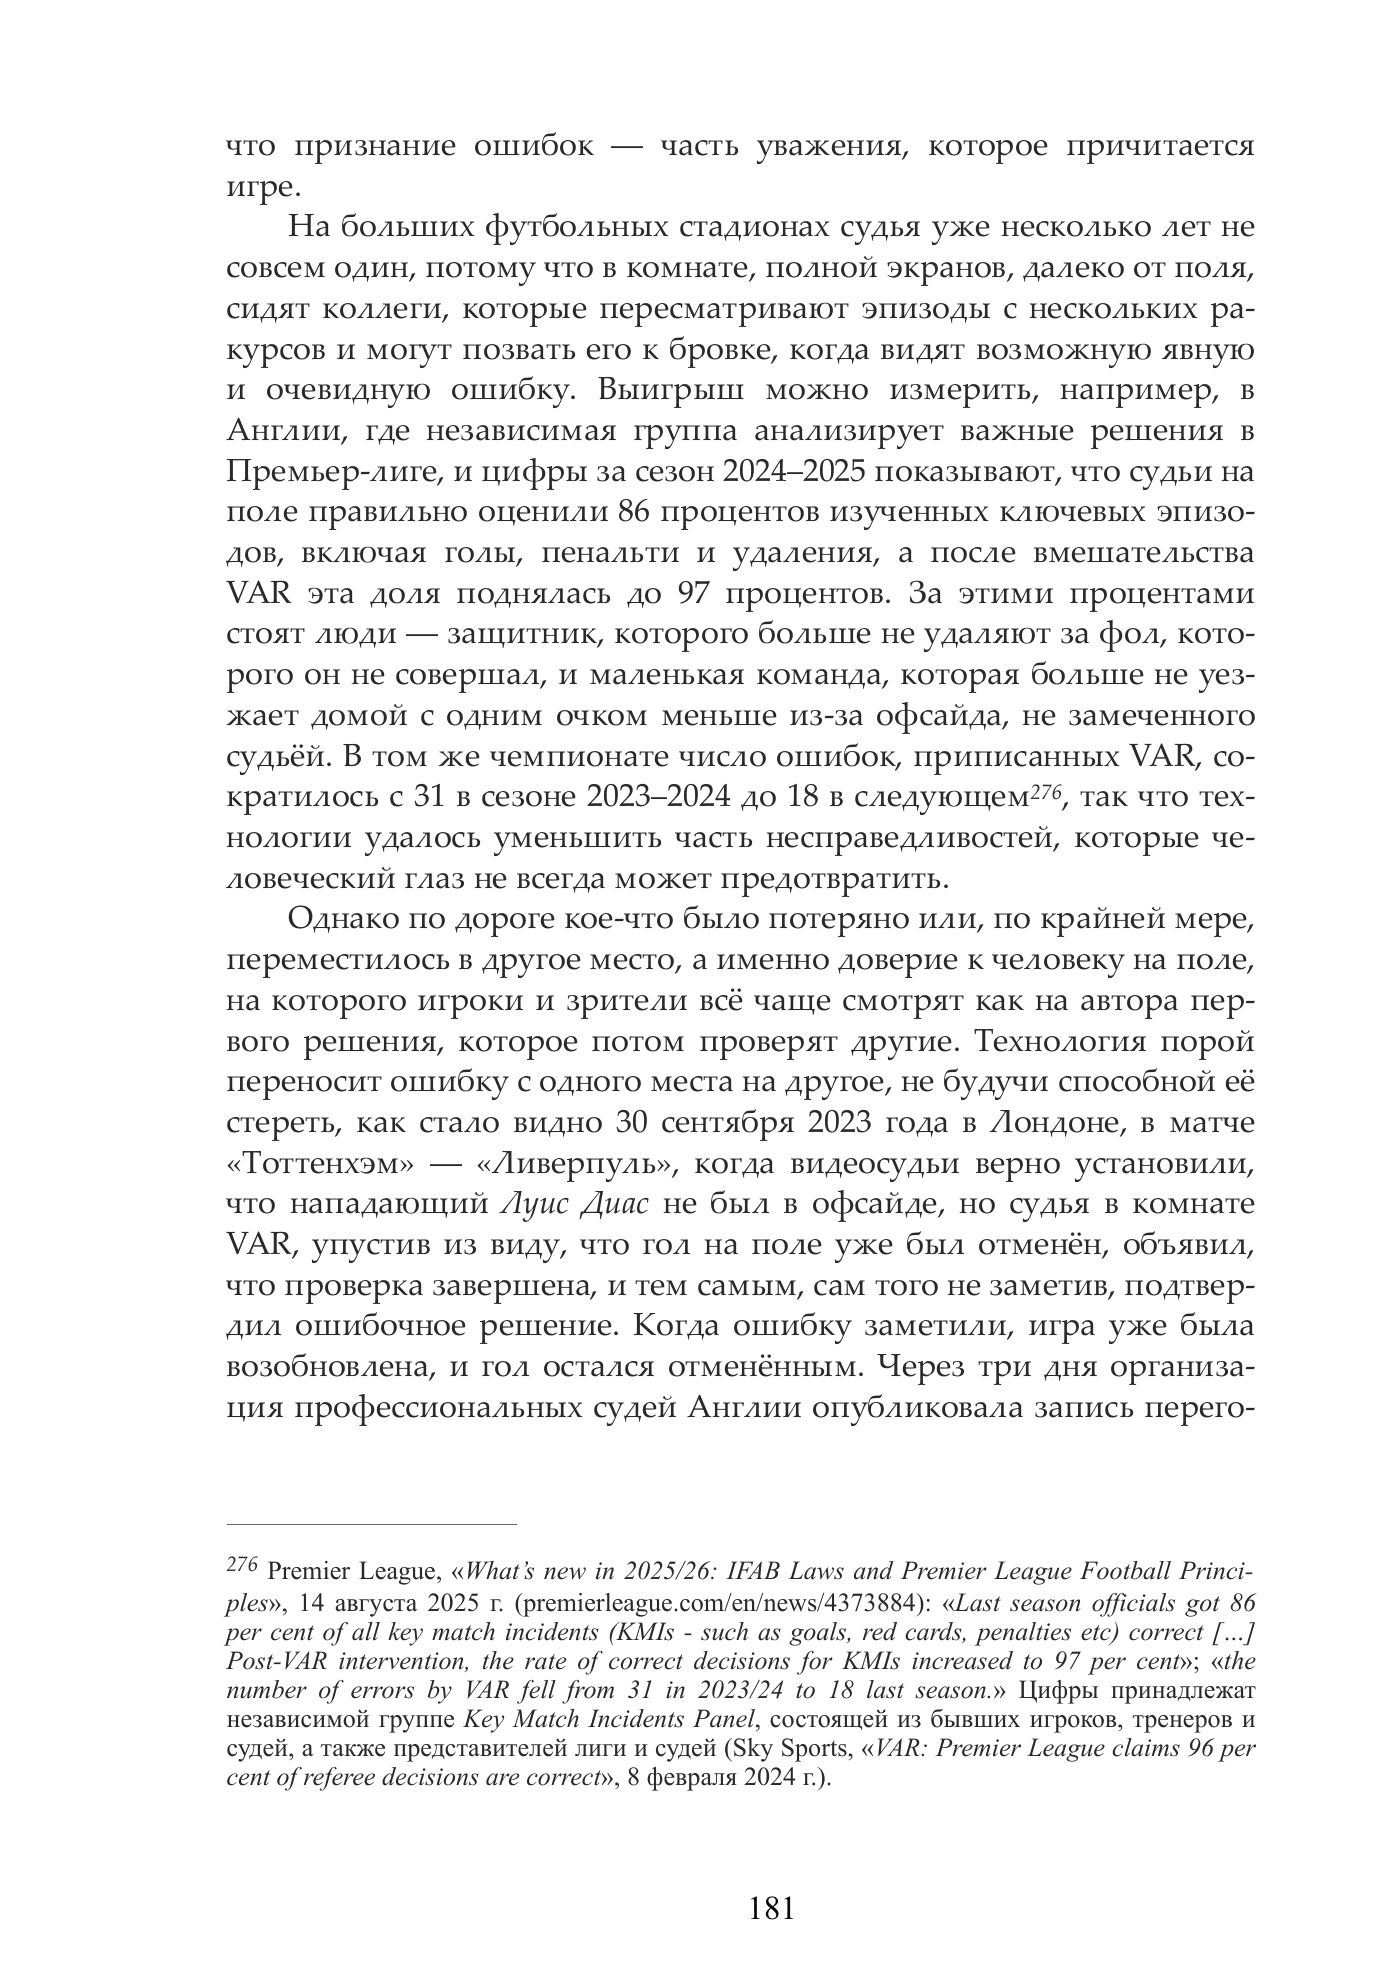 что признание ошибок — часть уважения, которое причитается
игре.
На больших футбольных стадионах судья уже несколько лет не
совсем один, потому что в комнате, полной экранов, далеко от поля,
сидят коллеги, которые пересматривают эпизоды с нескольких ра-
курсов и могут позвать его к бровке, когда видят возможную явную
и очевидную ошибку. Выигрыш можно измерить, например, в
Англии, где независимая группа анализирует важные решения в
Премьер-лиге, и цифры за сезон 2024–2025 показывают, что судьи на
поле правильно оценили 86 процентов изученных ключевых эпизо-
дов, включая голы, пенальти и удаления, а после вмешательства
VAR эта доля поднялась до 97 процентов. За этими процентами
стоят люди — защитник, которого больше не удаляют за фол, кото-
рого он не совершал, и маленькая команда, которая больше не уез-
жает домой с одним очком меньше из-за офсайда, не замеченного
судьёй. В том же чемпионате число ошибок, приписанных VAR, со-
кратилось с 31 в сезоне 2023–2024 до 18 в следующем276, так что тех-
нологии удалось уменьшить часть несправедливостей, которые че-
ловеческий глаз не всегда может предотвратить.
Однако по дороге кое-что было потеряно или, по крайней мере,
переместилось в другое место, а именно доверие к человеку на поле,
на которого игроки и зрители всё чаще смотрят как на автора пер-
вого решения, которое потом проверят другие. Технология порой
переносит ошибку с одного места на другое, не будучи способной её
стереть, как стало видно 30 сентября 2023 года в Лондоне, в матче
«Тоттенхэм» — «Ливерпуль», когда видеосудьи верно установили,
что нападающий Луис Диас не был в офсайде, но судья в комнате
VAR, упустив из виду, что гол на поле уже был отменён, объявил,
что проверка завершена, и тем самым, сам того не заметив, подтвер-
дил ошибочное решение. Когда ошибку заметили, игра уже была
возобновлена, и гол остался отменённым. Через три дня организа-
ция профессиональных судей Англии опубликовала запись перего-
276 Premier League, «What’s new in 2025/26: IFAB Laws and Premier League Football Princi-
ples», 14 августа 2025 г. (premierleague.com/en/news/4373884): «Last season officials got 86
per cent of all key match incidents (KMIs - such as goals, red cards, penalties etc) correct [...]
Post-VAR intervention, the rate of correct decisions for KMIs increased to 97 per cent»; «the
number of errors by VAR fell from 31 in 2023/24 to 18 last season.» Цифры принадлежат
независимой группе Key Match Incidents Panel, состоящей из бывших игроков, тренеров и
судей, а также представителей лиги и судей (Sky Sports, «VAR: Premier League claims 96 per
cent of referee decisions are correct», 8 февраля 2024 г.).
181